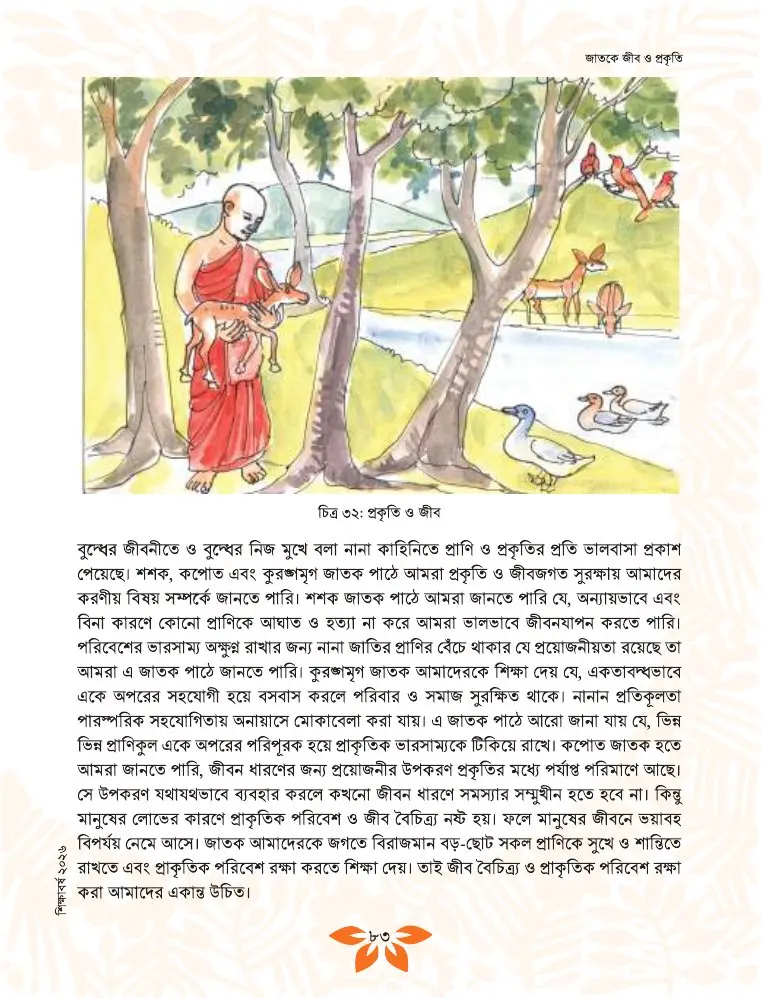 জাতকে জীব ও প্রকৃতি
চিত্র ৩২: প্রকৃতি ও জীব
বুদ্ধের জীবনীতে ও বুদ্ধের নিজ মুখে বলা নানা কাহিনিতে প্রাণি ও প্রকৃতির প্রতি ভালবাসা প্রকাশ
পেয়েছে। শশক, কপোত এবং কুরঙ্গমৃগ জাতক পাঠে আমরা প্রকৃতি ও জীবজগত সুরক্ষায় আমাদের
করণীয় বিষয় সম্পর্কে জানতে পারি। শশক জাতক পাঠে আমরা জানতে পারি যে, অন্যায়ভাবে এবং
বিনা কারণে কোনো প্রাণিকে আঘাত ও হত্যা না করে আমরা ভালভাবে জীবনযাপন করতে পারি।
পরিবেশের ভারসাম্য অক্ষুণ্ন রাখার জন্য নানা জাতির প্রাণির বেঁচে থাকার যে প্রয়োজনীয়তা রয়েছে তা
আমরা এ জাতক পাঠে জানতে পারি। কুরঙ্গমৃগ জাতক আমাদেরকে শিক্ষা দেয় যে, একতাবদ্ধভাবে
একে অপরের সহযোগী হয়ে বসবাস করলে পরিবার ও সমাজ সুরক্ষিত থাকে। নানান প্রতিকূলতা
পারস্পরিক সহযোগিতায় অনায়াসে মোকাবেলা করা যায়। এ জাতক পাঠে আরো জানা যায় যে, ভিন্ন
ভিন্ন প্রাণিকুল একে অপরের পরিপূরক হয়ে প্রাকৃতিক ভারসাম্যকে টিকিয়ে রাখে। কপোত জাতক হতে
আমরা জানতে পারি, জীবন ধারণের জন্য প্রয়োজনীর উপকরণ প্রকৃতির মধ্যে পর্যাপ্ত পরিমাণে আছে।
সে উপকরণ যথাযথভাবে ব্যবহার করলে কখনো জীবন ধারণে সমস্যার সম্মুখীন হতে হবে না। কিন্তু
মানুষের লোভের কারণে প্রাকৃতিক পরিবেশ ও জীব বৈচিত্র্য নষ্ট হয়। ফলে মানুষের জীবনে ভয়াবহ
বিপর্যয় নেমে আসে। জাতক আমাদেরকে জগতে বিরাজমান বড়-ছোট সকল প্রাণিকে সুখে ও শান্তিতে
রাখতে এবং প্রাকৃতিক পরিবেশ রক্ষা করতে শিক্ষা দেয়। তাই জীব বৈচিত্র্য ও প্রাকৃতিক পরিবেশ রক্ষা
করা আমাদের একান্ত উচিত।
শিক্ষাবর্ষ ২০২৬
৮৩